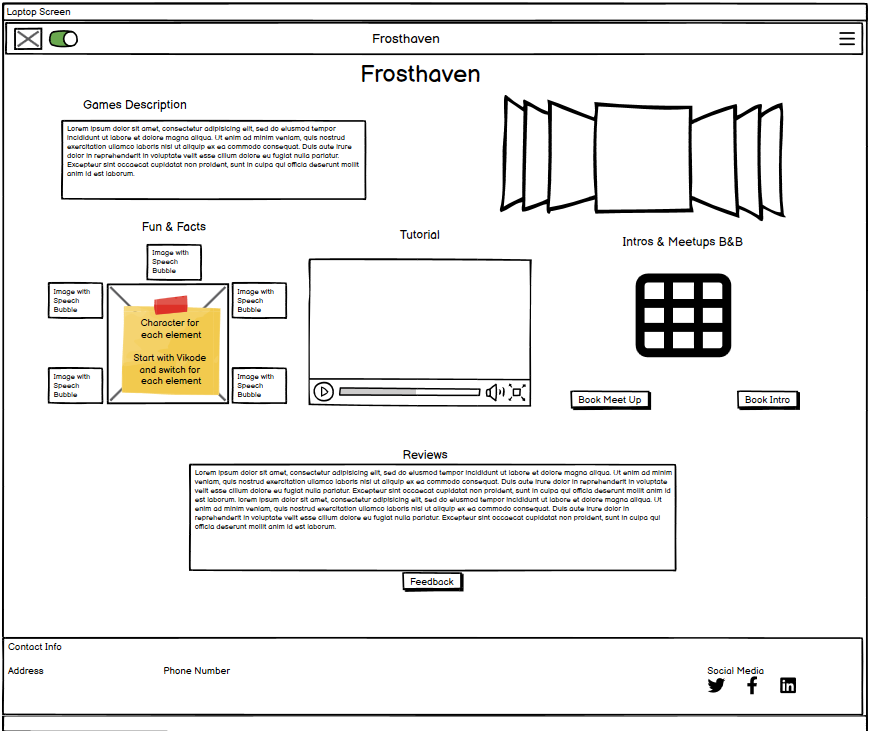 Laptop Screen
Frosthaven
Frosthaven
Games Description
Lorem ipsum dolor sit amet, consectetur adipisicing elit, sed do eiusmod tempor
incididunt ut labore et dolore magna aliqua. Ut enim ad minim veniam, quis nostrud
exercitation ullamco laboris nisi ut aliquip ex ea commodo consequat. Duis aute irure
dolor in reprehenderit in voluptate velit esse cillum dolore eu fugiat nulla pariatur.
Excepteur sint occaecat cupidatat non proident, sunt in culpa qui officia deserunt mollit
anim id est laborum.
Fun & Facts
Image with
Speech
Bubble
Image with
Speech
Bubble
Image with
Speech
Bubble
Character for
each element
Start with Vikode
and switch for
each element
Image with
Speech
Bubble
Image with
Speech
Bubble
Tutorial
Intros & Meetups B&B
Book Meet Up
Book Intro
Reviews
Lorem ipsum dolor sit amet, consectetur adipisicing elit, sed do eiusmod tempor incididunt ut labore et dolore magna aliqua. Ut enim ad minim
veniam, quis nostrud exercitation ullamco laboris nisi ut aliquip ex ea commodo consequat. Duis aute irure dolor in reprehenderit in voluptate
velit esse cillum dolore eu fugiat nulla pariatur. Excepteur sint occaecat cupidatat non proident, sunt in culpa qui officia deserunt mollit anim id
est laborum. lorem ipsum dolor sit amet, consectetur adipisicing elit, sed do eiusmod tempor incididunt ut labore et dolore magna aliqua. Ut
enim ad minim veniam, quis nostrud exercitation ullamco laboris nisi ut aliquip ex ea commodo consequat. Duis aute irure dolor in
reprehenderit in voluptate velit esse cillum dolore eu fugiat nulla pariatur. Excepteur sint occaecat cupidatat non proident, sunt in culpa qui
officia deserunt mollit anim id est laborum.
Feedback
Contact Info
Address
Phone Number
Social Media